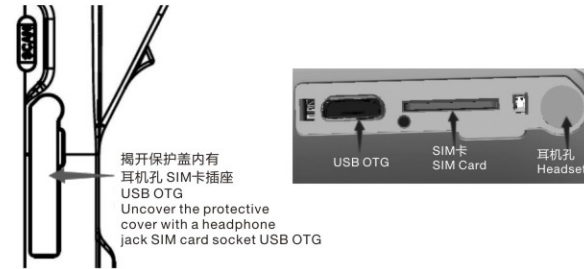 SCAN
揭开保护盖内有
耳机孔 SIM卡插座
USB OTG
Uncover the protective
cover with a headphone
jack SIM card socket USB OTG
USB OTG
SIM卡
SIM Card
耳机孔
Headset